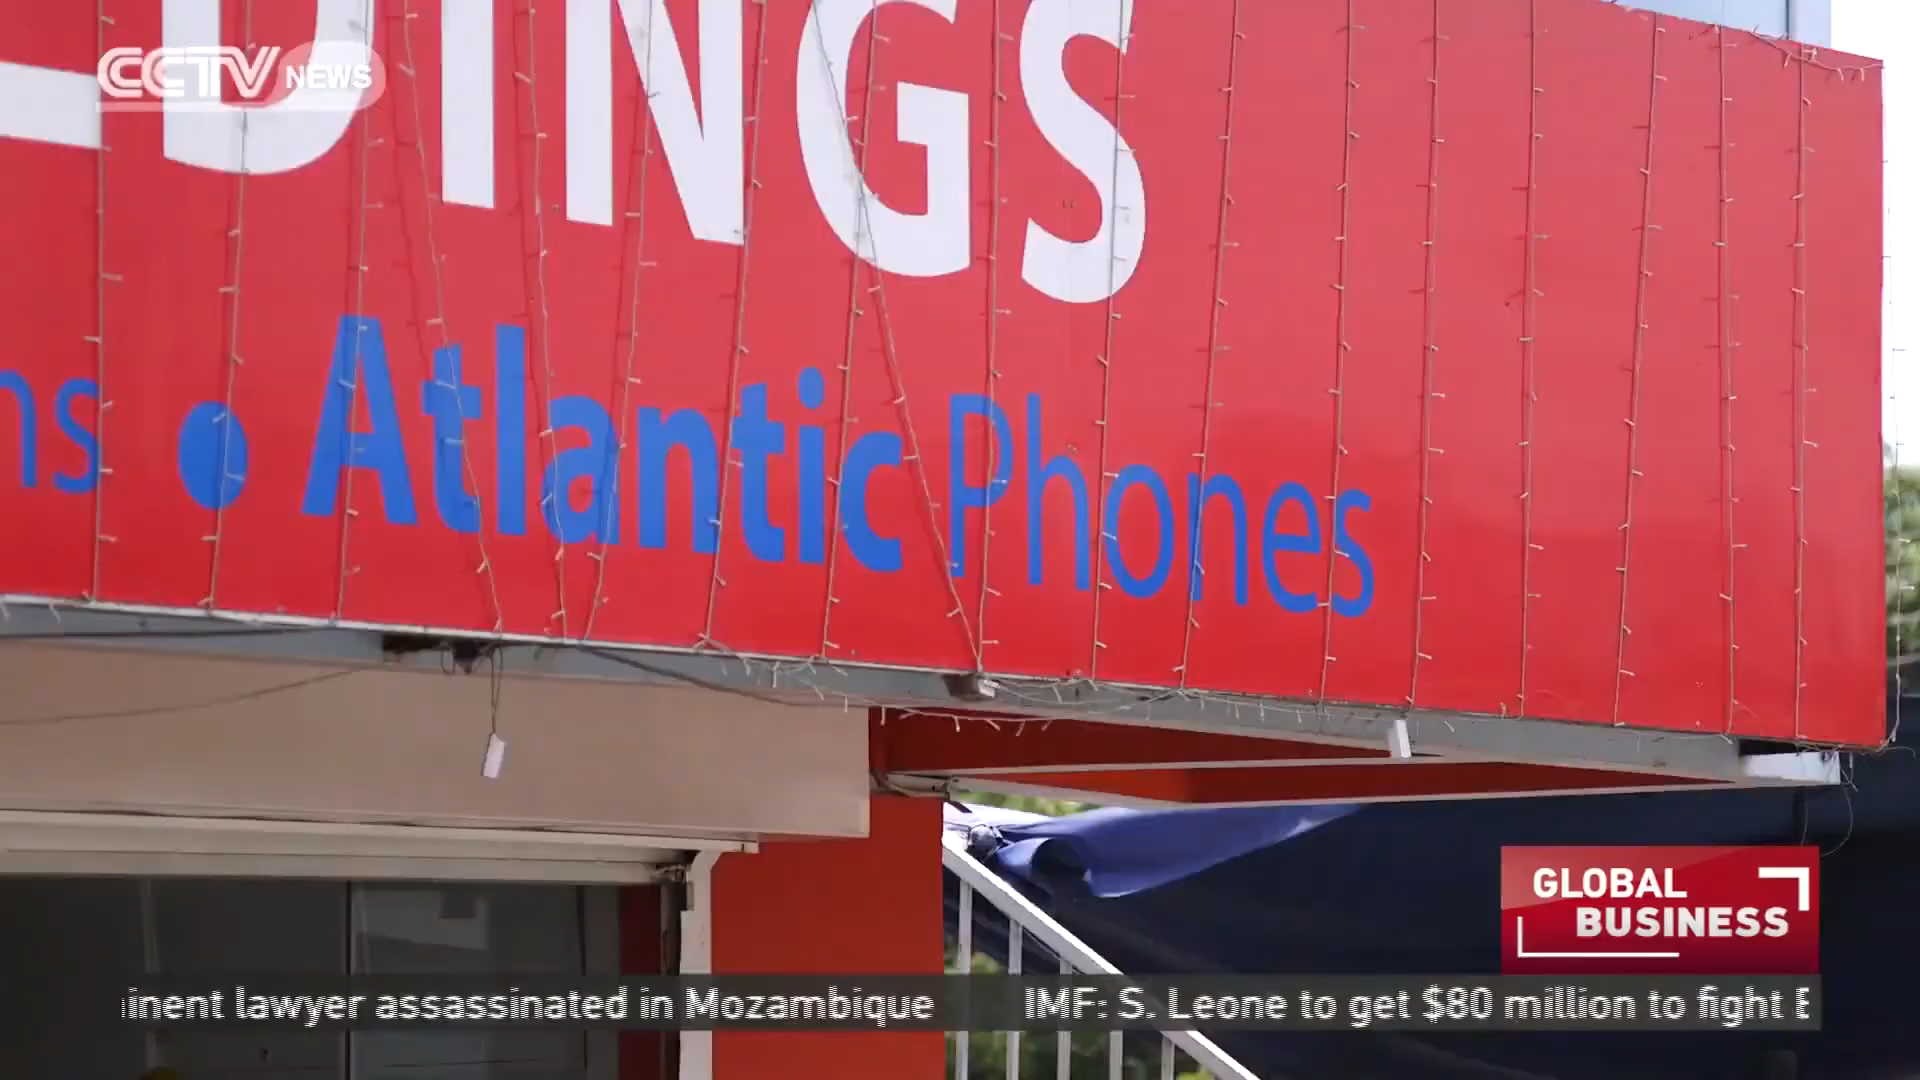 CCTV NEWS
LDINGS
ns • Atlantic Phones
GLOBAL
BUSINESS
inent lawyer assassinated in Mozambique IMF: S. Leone to get $80 million to fight E